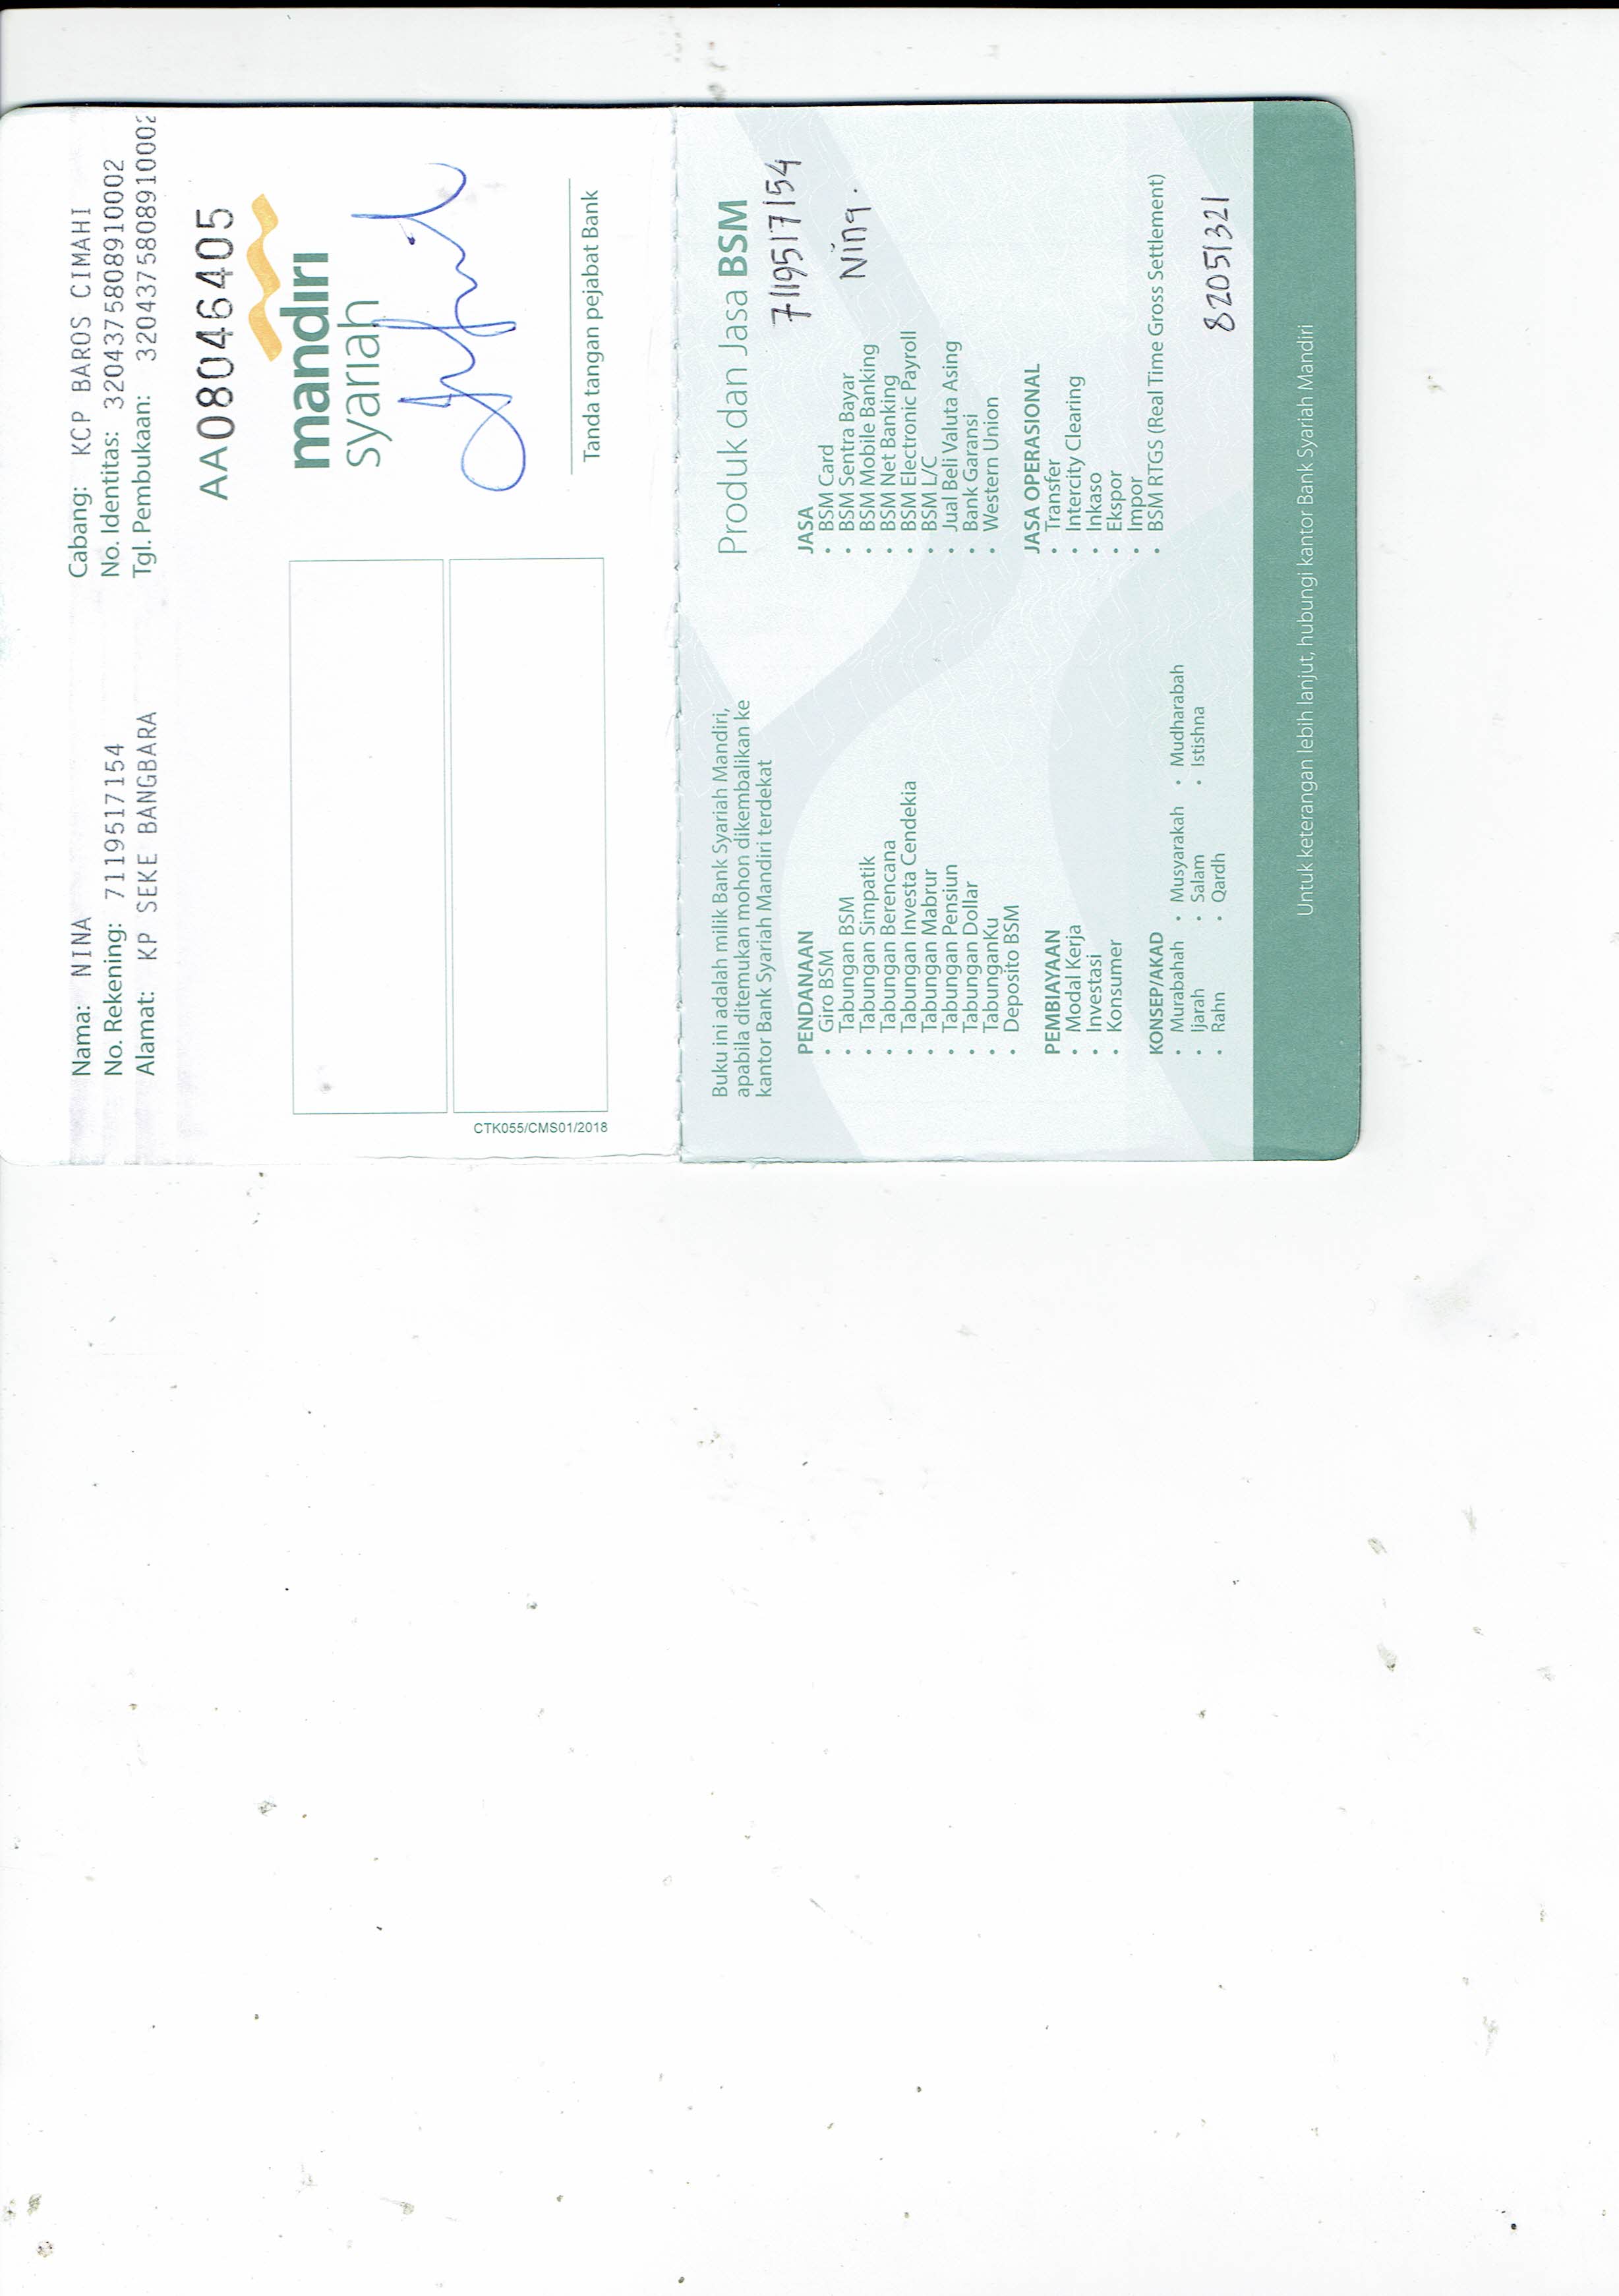 Nama: NINA
No. Rekening: 7119517154
Alamat: KP SEKE BANGBARA
Cabang: KCP BAROS CIMAHI
No. Identitas: 3204375808910002
Tgl. Pembukaan: 3204375808910002
AA08046405
mandiri
syariah
Tanda tangan pejabat Bank
CTK055/CMS01/2018
Buku ini adalah milik Bank Syariah Mandiri,
apabila ditemukan mohon dikembalikan ke
kantor Bank Syariah Mandiri terdekat
Produk dan Jasa BSM
7119517154
Nina.
PENDANAAN
• Giro BSM
• Tabungan BSM
• Tabungan Simpatik
• Tabungan Berencana
• Tabungan Investa Cendekia
• Tabungan Mabrur
• Tabungan Pensiun
• Tabungan Dollar
• TabunganKu
• Deposito BSM
PEMBIAYAAN
• Modal Kerja
• Investasi
• Konsumer
KONSEP/AKAD
• Murabahah • Musyarakah • Mudharabah
• Ijarah • Salam • Istishna
• Rahn • Qardh
JASA
• BSM Card
• BSM Sentra Bayar
• BSM Mobile Banking
• BSM Net Banking
• BSM Electronic Payroll
• BSM L/C
• Jual Beli Valuta Asing
• Bank Garansi
• Western Union
JASA OPERASIONAL
• Transfer
• Intercity Clearing
• Inkaso
• Ekspor
• Impor
• BSM RTGS (Real Time Gross Settlement)
82051321
Untuk keterangan lebih lanjut, hubungi kantor Bank Syariah Mandiri